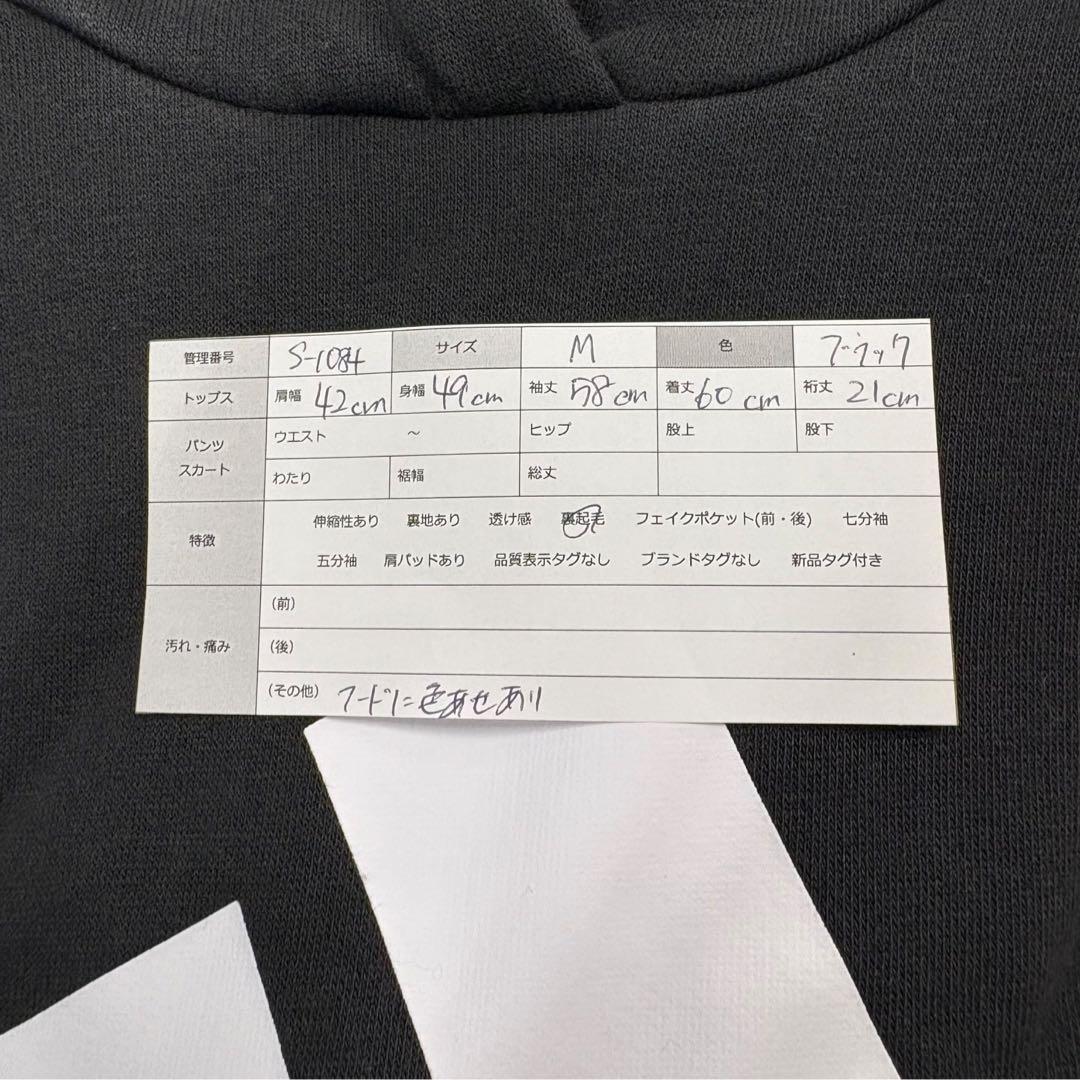 管理番号 S-1084 サイズ M 色 ブラック
トップス 肩幅 42cm 身幅 49cm 袖丈 58cm 着丈 60cm 裄丈 21cm
パンツ スカート ウエスト ～ ヒップ 股上 股下
わたり 裾幅 総丈
特徴 伸縮性あり 裏地あり 透け感 裏起毛 フェイクポケット(前・後) 七分袖
五分袖 肩パッドあり 品質表示タグなし ブランドタグなし 新品タグ付き
汚れ・痛み (前)
(後)
(その他) フードに色あせあり